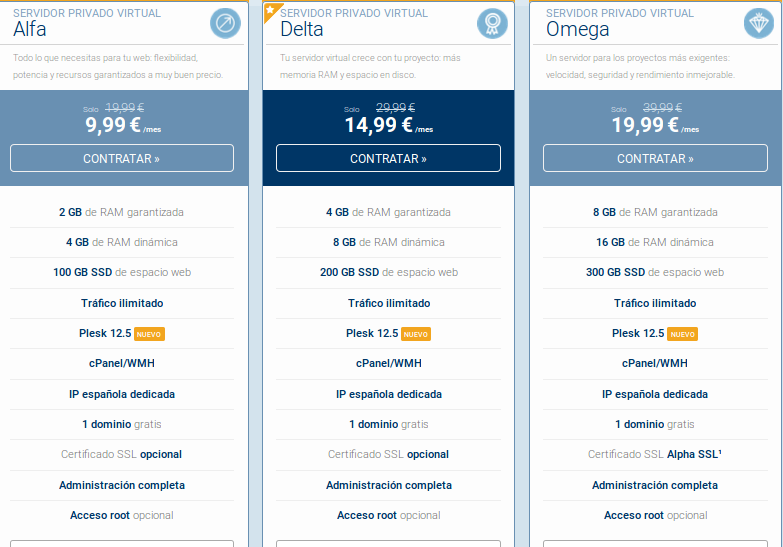 SERVIDOR PRIVADO VIRTUAL
Alfa
Todo lo que necesitas para tu web: flexibilidad,
potencia y recursos garantizados a muy buen precio.
Solo 19,99 €
9,99 € /mes
CONTRATAR »
2 GB de RAM garantizada
4 GB de RAM dinámica
100 GB SSD de espacio web
Tráfico ilimitado
Plesk 12.5 NUEVO
cPanel/WMH
IP española dedicada
1 dominio gratis
Certificado SSL opcional
Administración completa
Acceso root opcional
SERVIDOR PRIVADO VIRTUAL
Delta
Tu servidor virtual crece con tu proyecto: más
memoria RAM y espacio en disco.
Solo 29,99 €
14,99 € /mes
CONTRATAR »
4 GB de RAM garantizada
8 GB de RAM dinámica
200 GB SSD de espacio web
Tráfico ilimitado
Plesk 12.5 NUEVO
cPanel/WMH
IP española dedicada
1 dominio gratis
Certificado SSL opcional
Administración completa
Acceso root opcional
SERVIDOR PRIVADO VIRTUAL
Omega
Un servidor para los proyectos más exigentes:
velocidad, seguridad y rendimiento inmejorable
Solo 39,99 €
19,99 € /mes
CONTRATAR »
8 GB de RAM garantizada
16 GB de RAM dinámica
300 GB SSD de espacio web
Tráfico ilimitado
Plesk 12.5 NUEVO
cPanel/WMH
IP española dedicada
1 dominio gratis
Certificado SSL Alpha SSL¹
Administración completa
Acceso root opcional